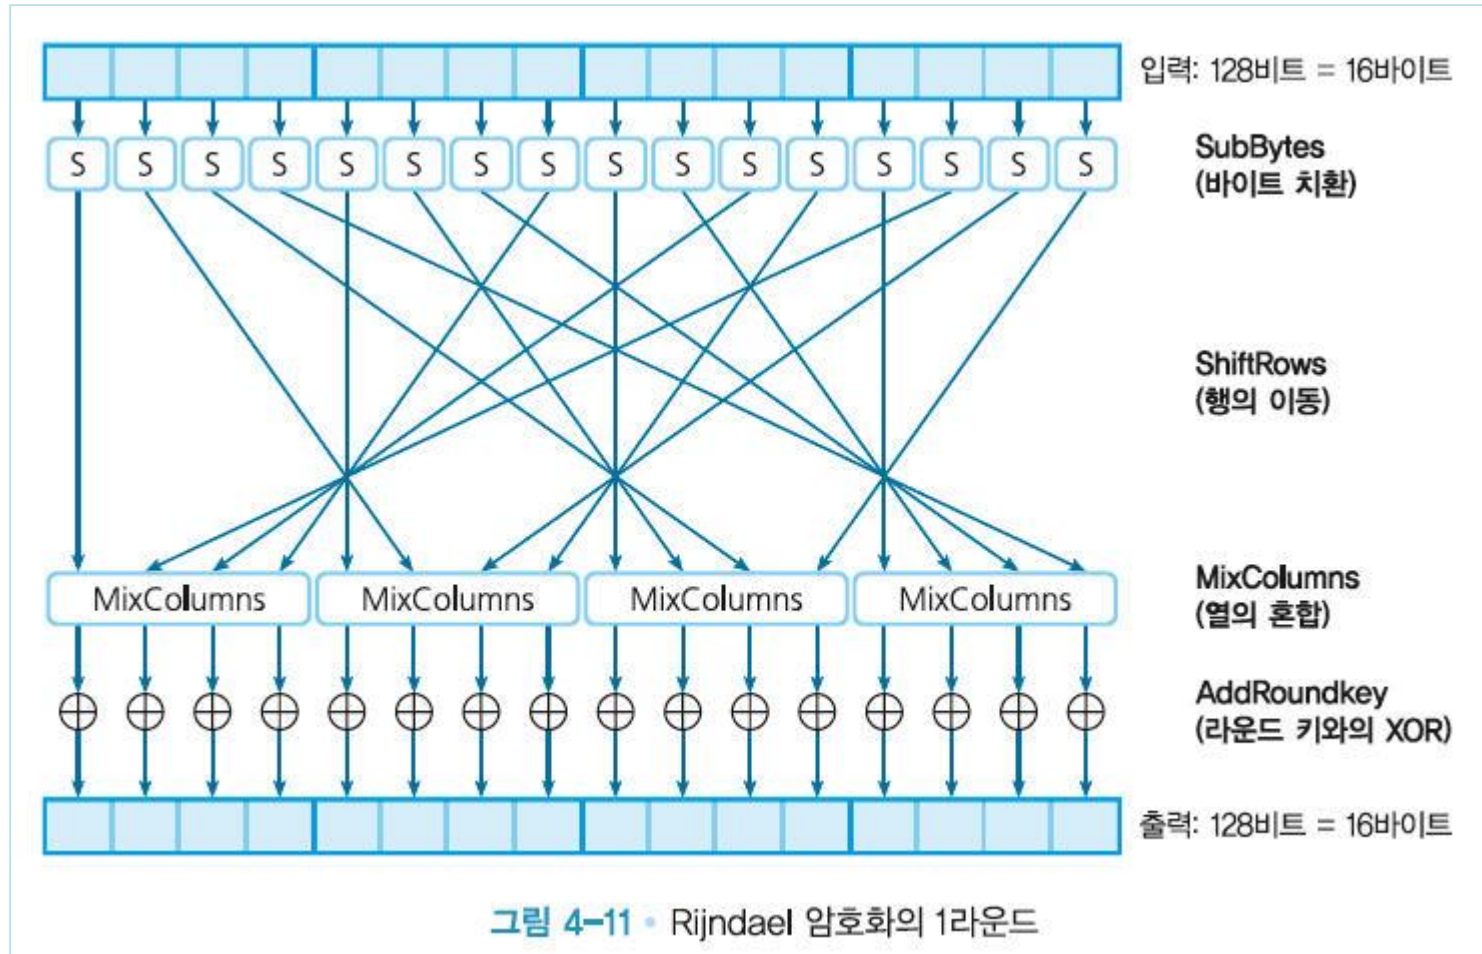 입력: 128비트 = 16바이트
S S S S S S S S S S S S S S S S
SubBytes
(바이트 치환)
ShiftRows
(행의 이동)
MixColumns MixColumns MixColumns MixColumns
MixColumns
(열의 혼합)
AddRoundkey
(라운드 키와의 XOR)
출력: 128비트 = 16바이트
그림 4-11 • Rijndael 암호화의 1라운드